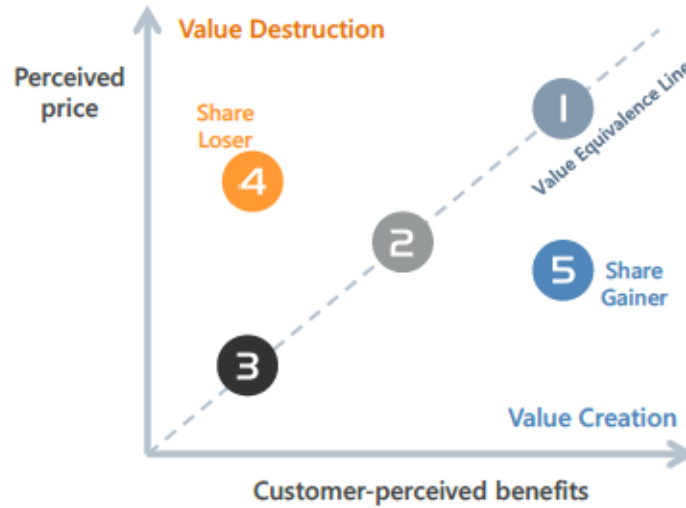 Value Destruction
Perceived
price
Share
Loser
1
Value Equivalence Line
4
2
5
Share
Gainer
3
Value Creation
Customer-perceived benefits